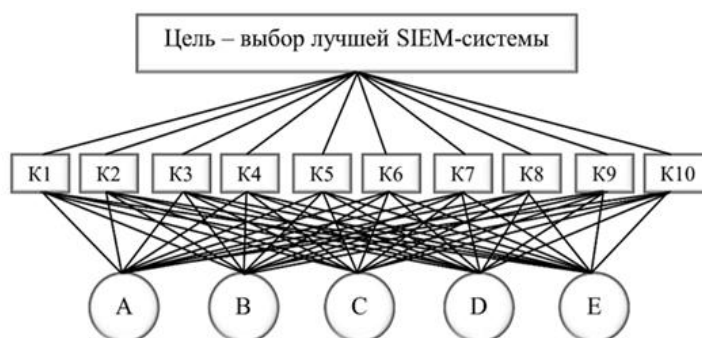 Цель – выбор лучшей SIEM-системы
К1 К2 К3 К4 К5 К6 К7 К8 К9 К10
A B C D E